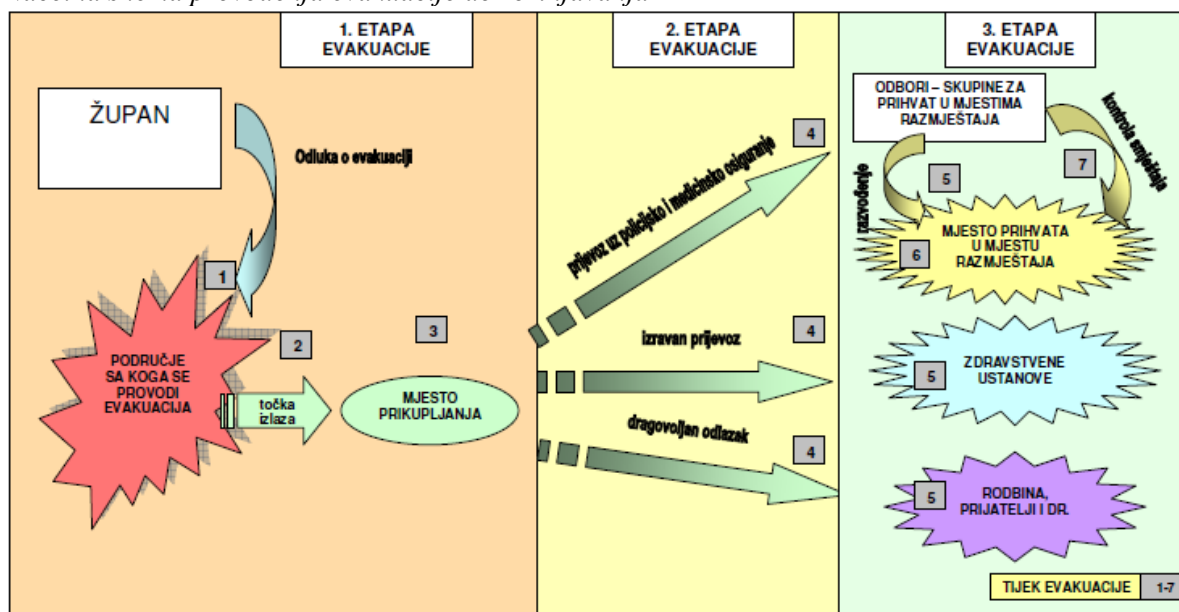 1. ETAPA
EVAKUACIJE
2. ETAPA
EVAKUACIJE
3. ETAPA
EVAKUACIJE
ŽUPAN
Odluka o evakuaciji
1
PODRUČJE
SA KOGA SE
PROVODI
EVAKUACIJA
2
točka
izlaza
3
MJESTO
PRIKUPLJANJA
prijevoz uz policijsko i medicinsko osiguranje
4
izravan prijevoz
4
dragovoljan odlazak
4
ODBORI – SKUPINE ZA
PRIHVAT U MJESTIMA
RAZMJEŠTAJA
razvođenje
5
kontrola smještaja
7
MJESTO PRIHVATA
U MJESTU
RAZMJEŠTAJA
6
ZDRAVSTVENE
USTANOVE
5
RODBINA,
PRIJATELJI I DR.
5
TIJEK EVAKUACIJE 1-7